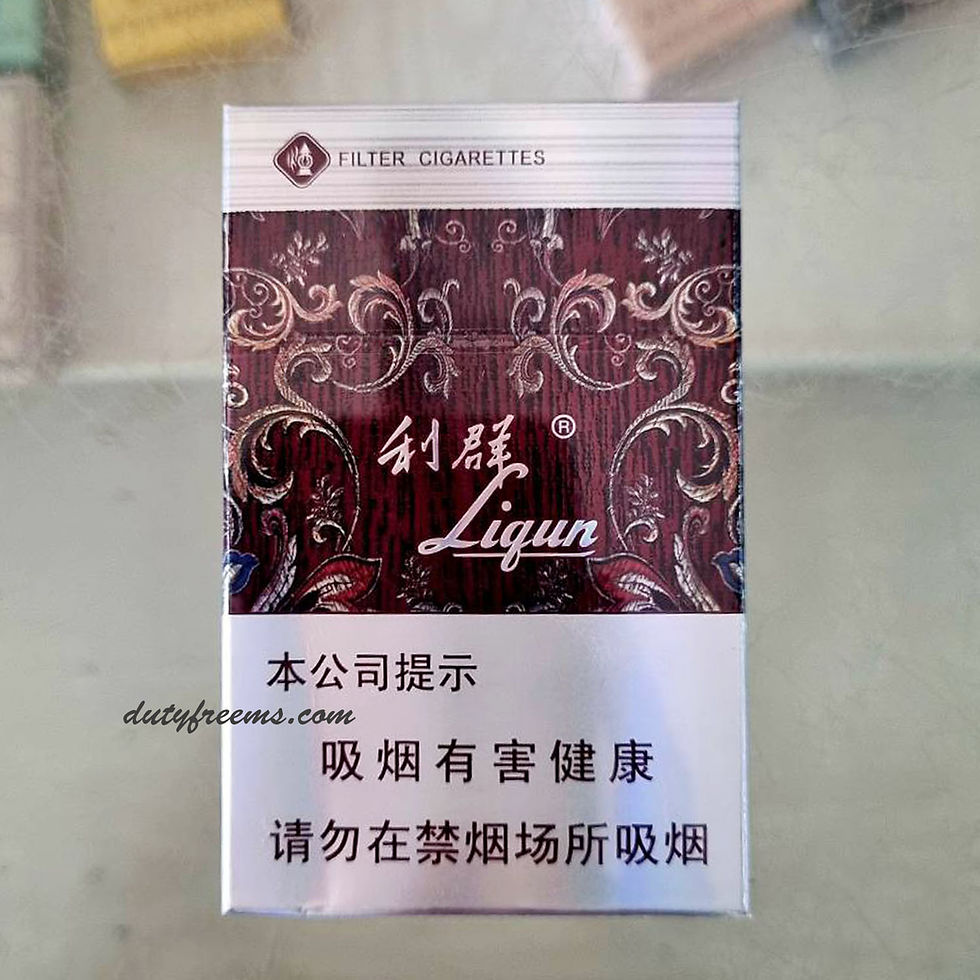 FILTER CIGARETTES
利群®
Liqun
本公司提示
dutyfreems.com
吸烟有害健康
请勿在禁烟场所吸烟